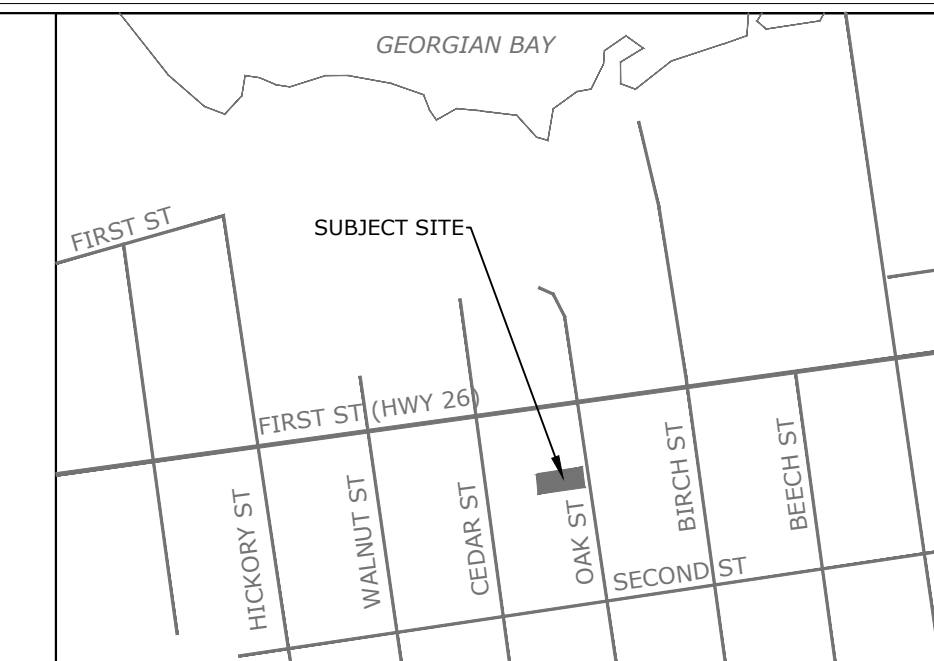 GEORGIAN BAY
FIRST ST
SUBJECT SITE
FIRST ST (HWY 26)
HICKORY ST
WALNUT ST
CEDAR ST
OAK ST
BIRCH ST
BEECH ST
SECOND ST